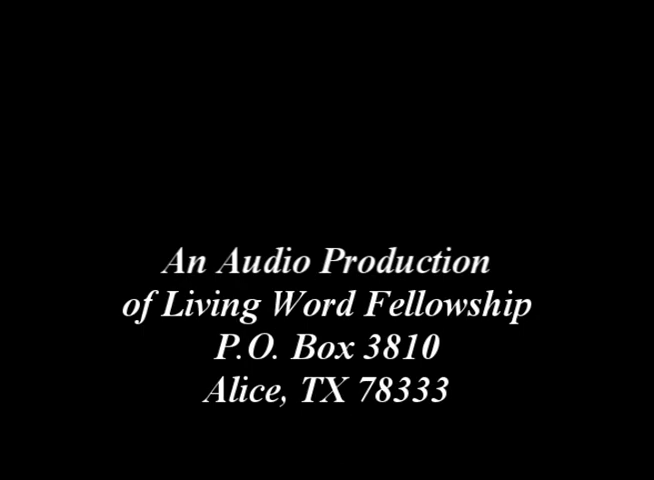 An Audio Production
of Living Word Fellowship
P.O. Box 3810
Alice, TX 78333